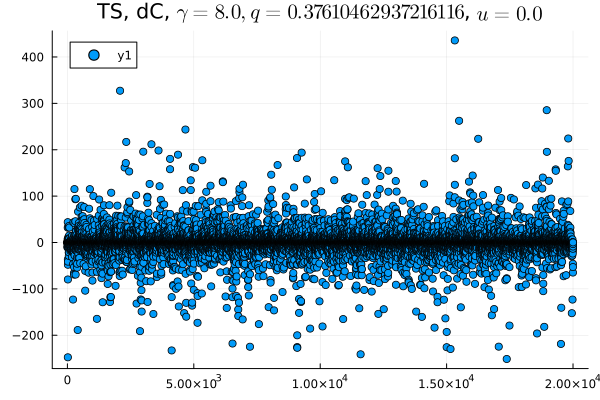 TS, dC, γ = 8.0, q = 0.37610462937216116, u = 0.0
y1
400
300
200
100
0
−100
−200
0 5.00×10³ 1.00×10⁴ 1.50×10⁴ 2.00×10⁴